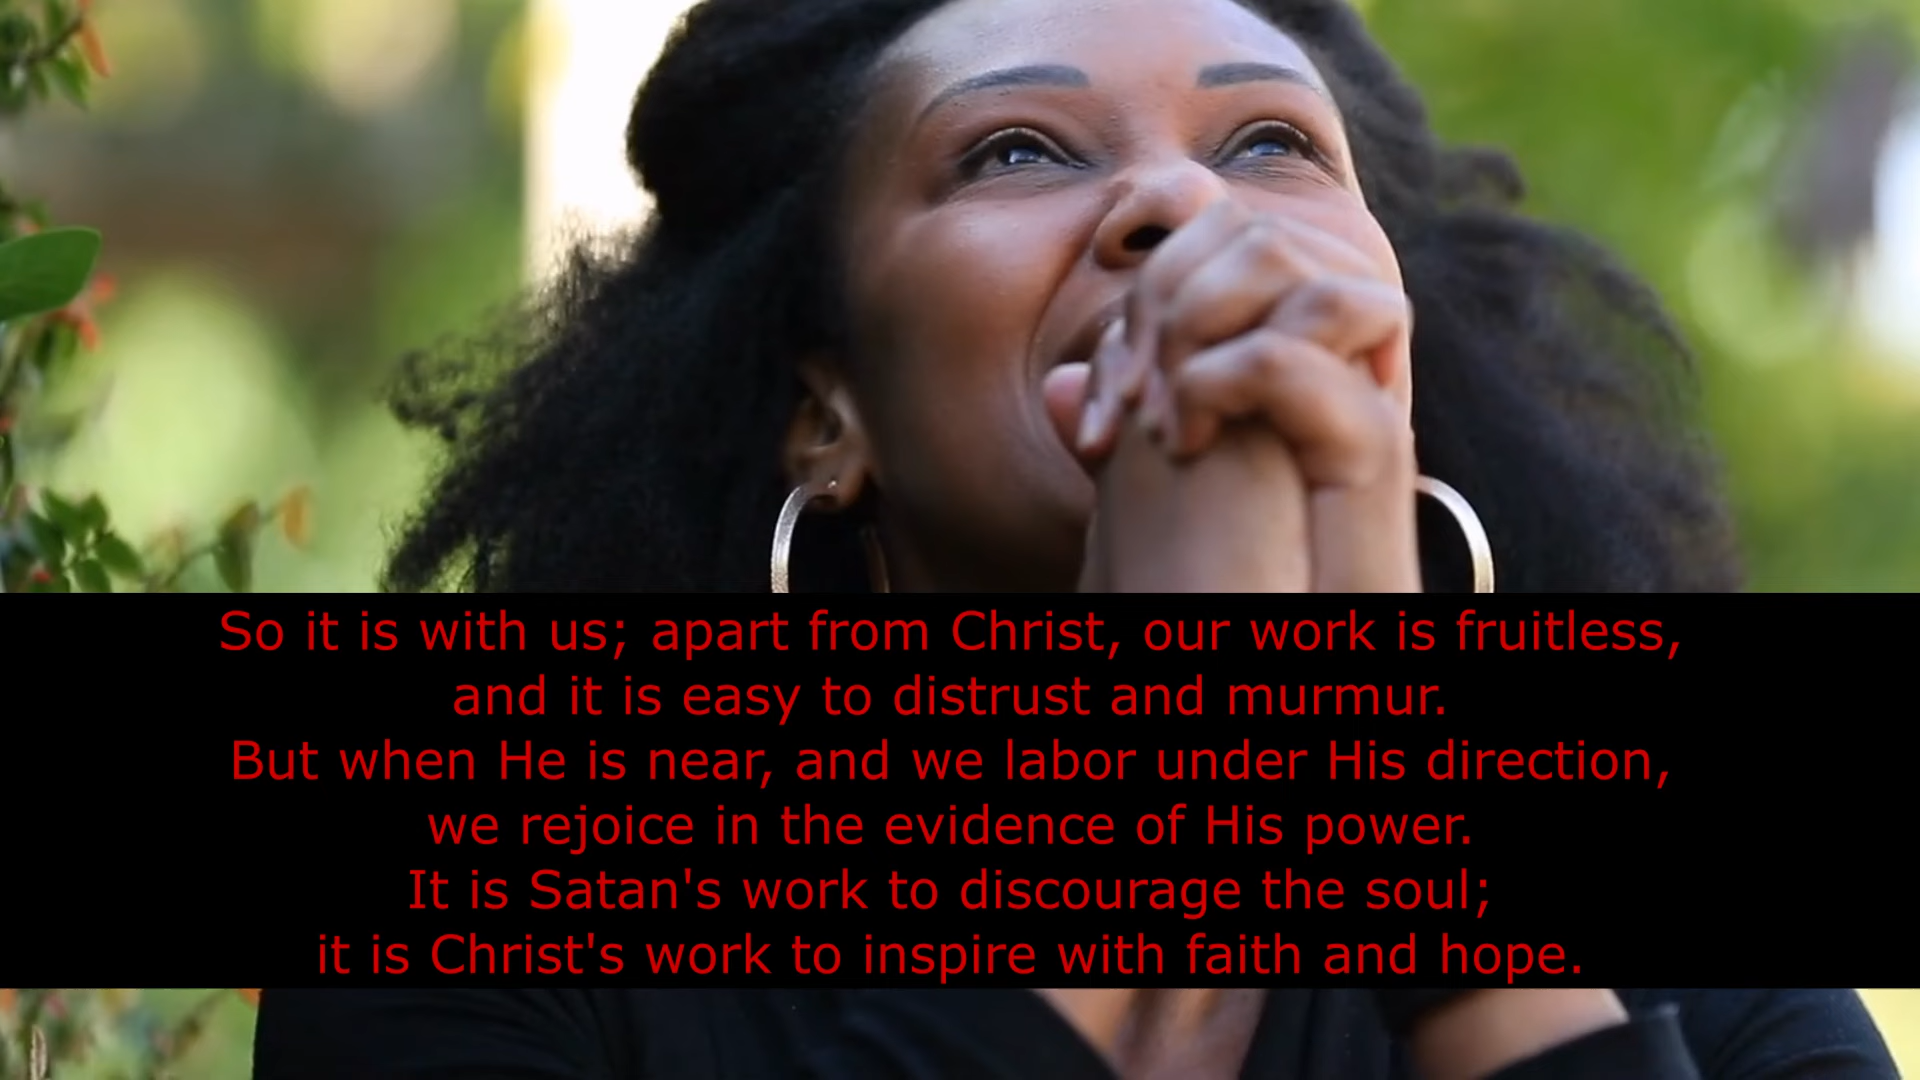 So it is with us; apart from Christ, our work is fruitless,
and it is easy to distrust and murmur.
But when He is near, and we labor under His direction,
we rejoice in the evidence of His power.
It is Satan's work to discourage the soul;
it is Christ's work to inspire with faith and hope.